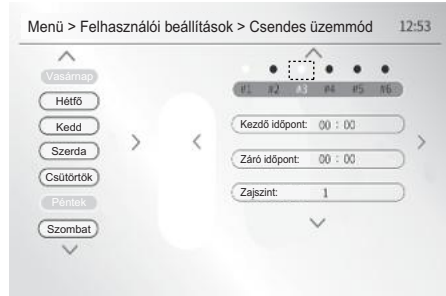 Menü > Felhasználói beállítások > Csendes üzemmód 12:53
Vasárnap
Hétfő
Kedd
Szerda
Csütörtök
Péntek
Szombat
#1 #2 #3 #4 #5 #6
Kezdő időpont: 00 : 00
Záró időpont: 00 : 00
Zajszint: 1